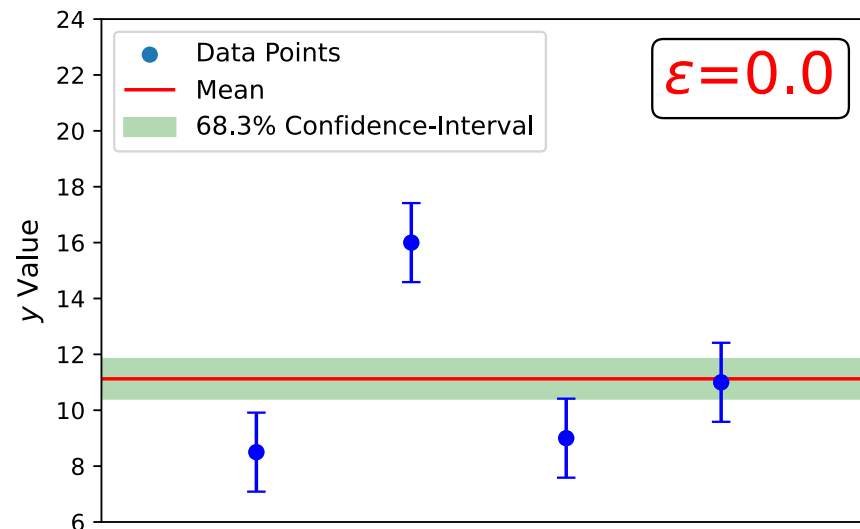 24
22
20
18
16
14
12
10
8
6
y Value
Data Points
Mean
68.3% Confidence-Interval
ε=0.0